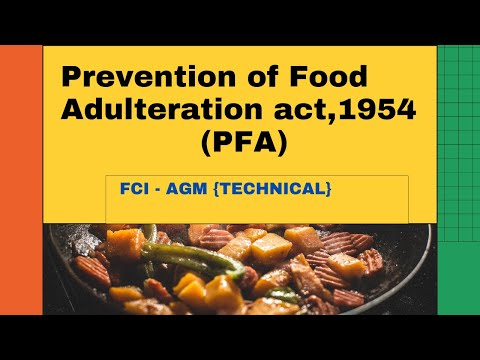 Prevention of Food
Adulteration act,1954
(PFA)
FCI - AGM {TECHNICAL}